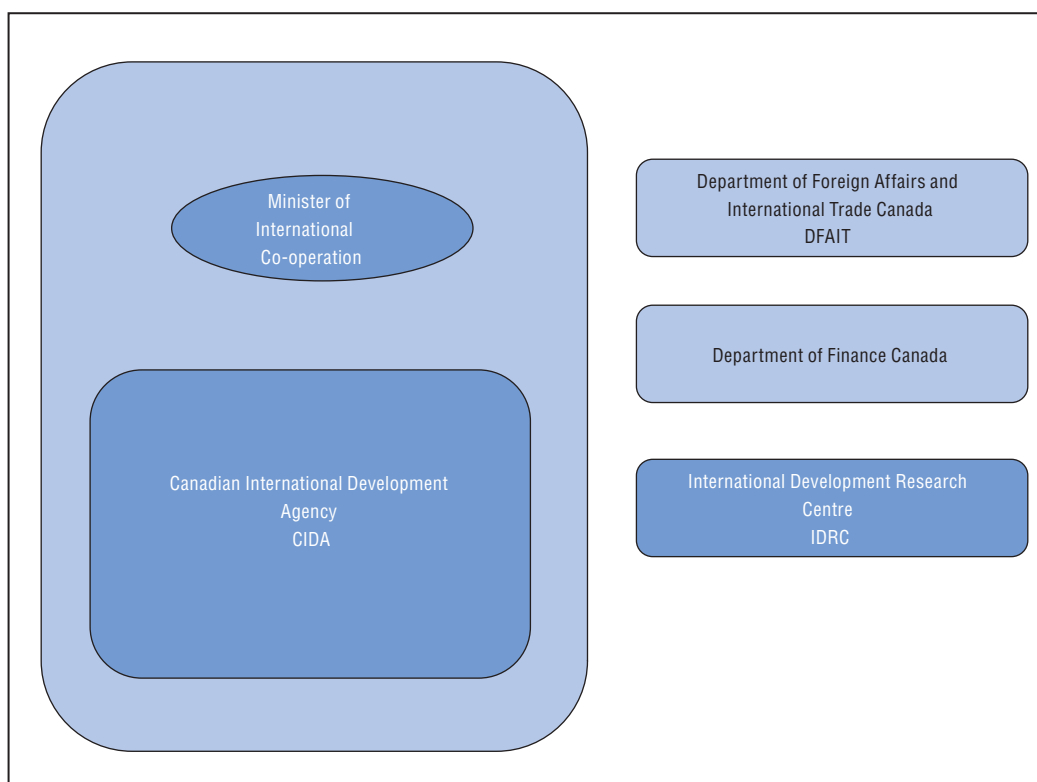 Minister of
International
Co-operation
Canadian International Development
Agency
CIDA
Department of Foreign Affairs and
International Trade Canada
DFAIT
Department of Finance Canada
International Development Research
Centre
IDRC